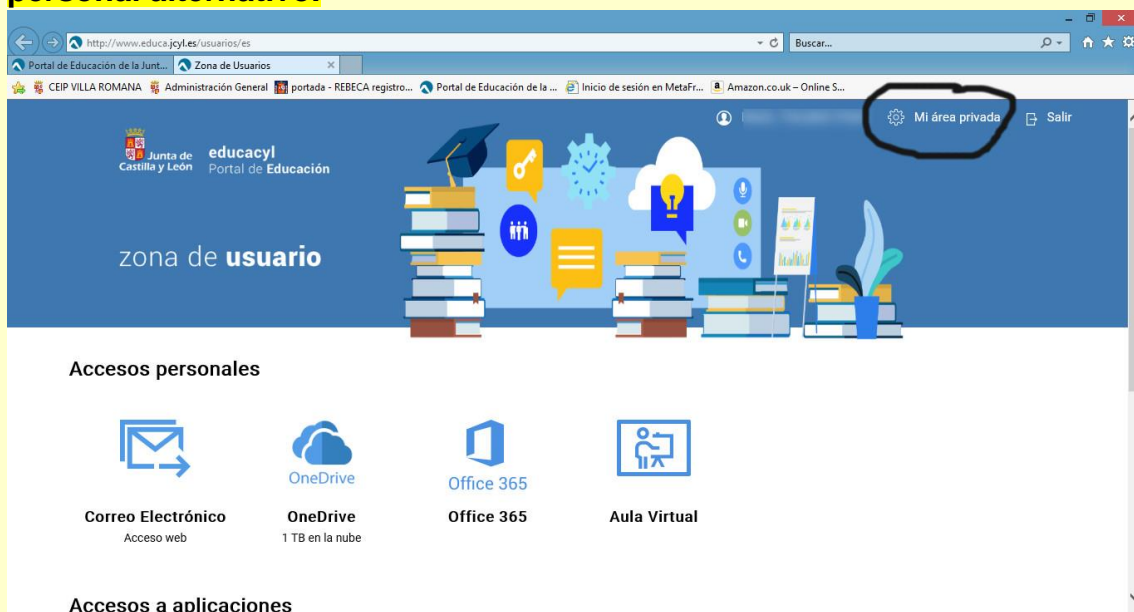 personal alternativo.
http://www.educa.jcyl.es/usuarios/es
Buscar...
Portal de Educación de la Junt...
Zona de Usuarios
CEIP VILLA ROMANA
Administración General
portada - REBECA registro...
Portal de Educación de la ...
Inicio de sesión en MetaFr...
Amazon.co.uk – Online S...
Mi área privada
Salir
Junta de
Castilla y León
educacyl
Portal de Educación
zona de usuario
Accesos personales
OneDrive
Office 365
Correo Electrónico
OneDrive
Office 365
Aula Virtual
Acceso web
1 TB en la nube
Accesos a aplicaciones